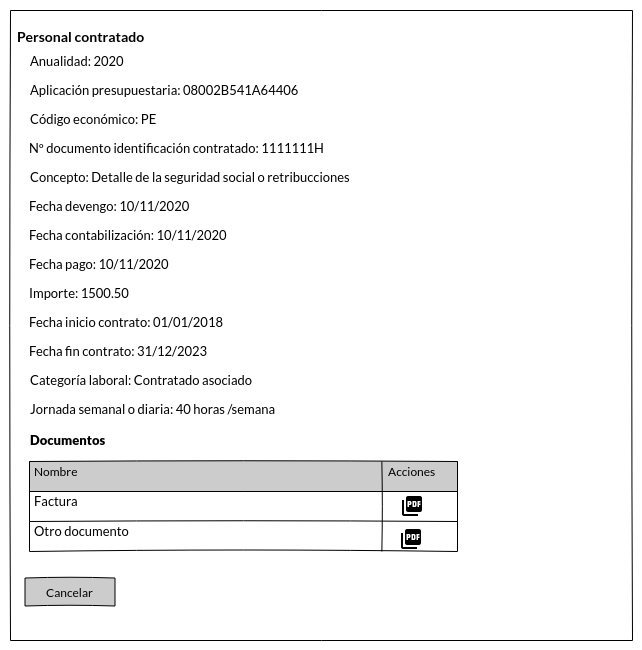 Personal contratado
Anualidad: 2020
Aplicación presupuestaria: 08002B541A64406
Código económico: PE
Nº documento identificación contratado: 1111111H
Concepto: Detalle de la seguridad social o retribucciones
Fecha devengo: 10/11/2020
Fecha contabilización: 10/11/2020
Fecha pago: 10/11/2020
Importe: 1500.50
Fecha inicio contrato: 01/01/2018
Fecha fin contrato: 31/12/2023
Categoría laboral: Contratado asociado
Jornada semanal o diaria: 40 horas /semana
Documentos
Nombre Acciones
Factura PDF
Otro documento PDF
Cancelar